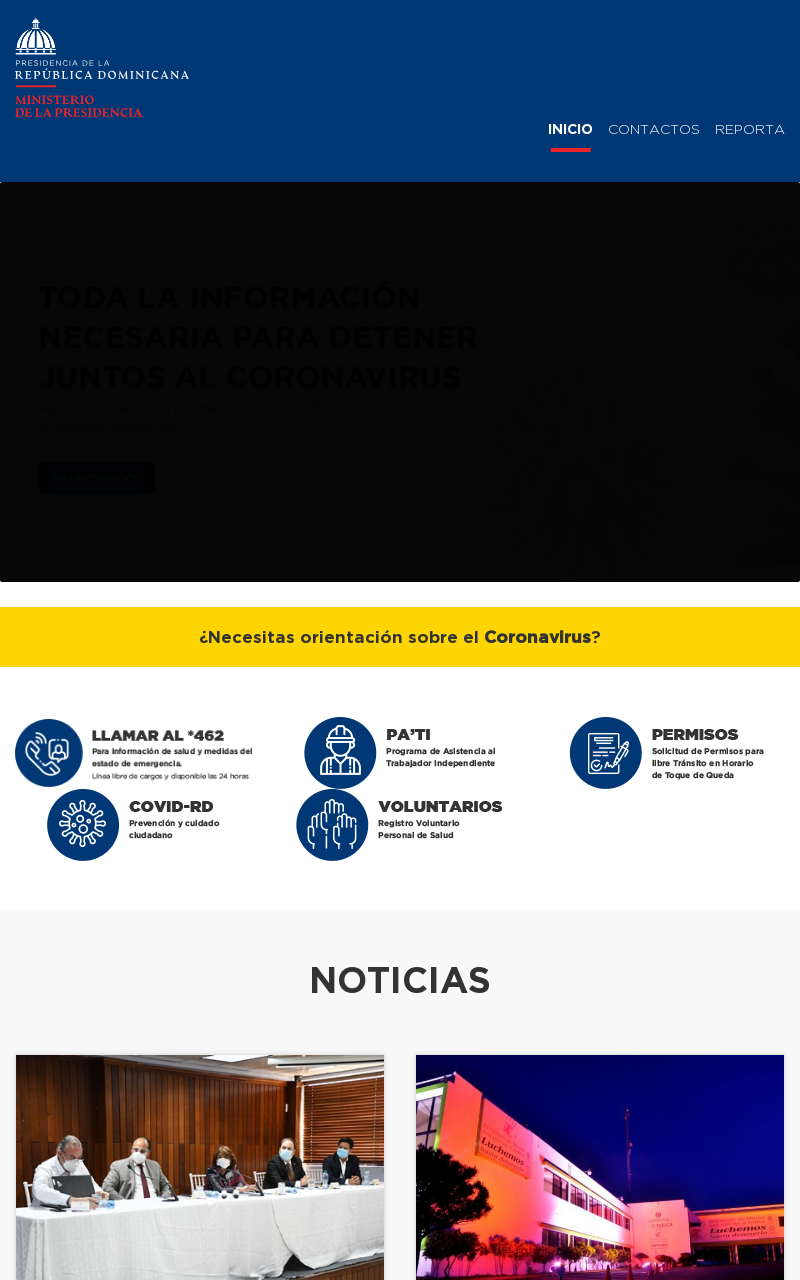 PRESIDENCIA DE LA
REPÚBLICA DOMINICANA
MINISTERIO
DE LA PRESIDENCIA
INICIO
CONTACTOS
REPORTA
TODA LA INFORMACIÓN
NECESARIA PARA DETENER
JUNTOS AL CORONAVIRUS
¿Necesitas orientación sobre el Coronavirus?
LLAMAR AL *462
Para información de salud y medidas del
estado de emergencia.
Línea libre de cargos y disponible las 24 horas
PA’TI
Programa de Asistencia al
Trabajador Independiente
PERMISOS
Solicitud de Permisos para
libre Tránsito en Horario
de Toque de Queda
COVID-RD
Prevención y cuidado
ciudadano
VOLUNTARIOS
Registro Voluntario
Personal de Salud
NOTICIAS
Luchemos
hasta detenerlo
Luchemos
hasta detenerlo